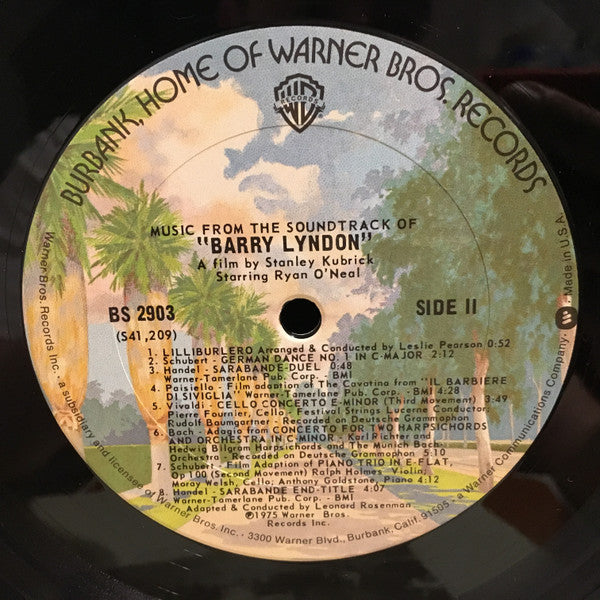 BURBANK, HOME OF WARNER BROS. RECORDS
WB
RECORDS
MUSIC FROM THE SOUNDTRACK OF
"BARRY LYNDON"
A film by Stanley Kubrick
Starring Ryan O'Neal
BS 2903
SIDE II
(S41,209)
1. LILLIBURLERO Arranged & Conducted by Leslie Pearson 0:52
2. Schubert - GERMAN DANCE NO. 1 IN C-MAJOR 2:12
3. Handel - SARABANDE-DUEL 4:48
Warner-Tamerlane Pub. Corp. - BMI
4. Paisiello - Film adaptation of the Cavatina from "IL BARBIERE
DI SIVIGLIA" Warner-Tamerlane Pub. Corp. - BMI 4:28
5. Vivaldi - CELLO CONCERTO E-MINOR (Third Movement) 3:49
Pierre Fournier, Cello - Festival Strings Lucerne Conductor;
Rudolf Baumgartner - Recorded on Deutsche Grammophon
6. Bach - Adagio from CONCERTO FOR TWO HARPSICHORDS
AND ORCHESTRA IN C-MINOR - Karl Richter and
Hedwig Bilgram Harpsichords and The Munich Bach
Orchestra - Recorded on Deutsche Grammophon 5:10
7. Schubert - Film Adaption of PIANO TRIO IN E-FLAT,
Op. 100 (Second Movement) Ralph Holmes - Violin;
Moray Welsh, Cello; Anthony Goldstone, Piano 4:12
8. Handel - SARABANDE END-TITLE 4:07
Warner-Tamerlane Pub. Corp. - BMI
Adapted & Conducted by Leonard Rosenman
℗1975 Warner Bros.
Records Inc.
Warner Bros. Records Inc. · a subsidiary and licensee of Warner Bros. Inc. · 3300 Warner Blvd., Burbank, Calif. 91505 · a Warner Communications Company · Made in U.S.A.